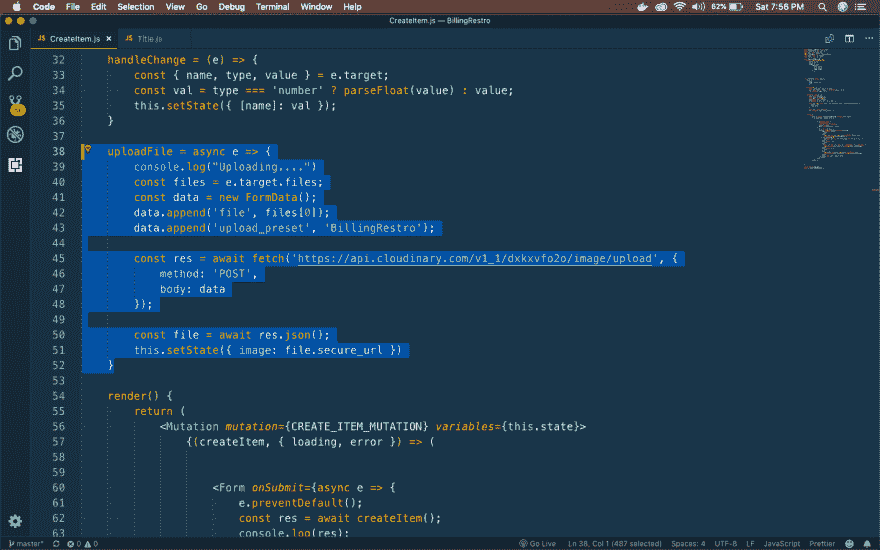 Code File Edit Selection View Go Debug Terminal Window Help 62% Sat 7:56 PM
CreateItem.js — BillingRestro
JS CreateItem.js × JS Title.js
32 handleChange = (e) => {
33 const { name, type, value } = e.target;
34 const val = type === 'number' ? parseFloat(value) : value;
35 this.setState({ [name]: val });
36 }
37
38 uploadFile = async e => {
39 console.log("Uploading....")
40 const files = e.target.files;
41 const data = new FormData();
42 data.append('file', files[0]);
43 data.append('upload_preset', 'BillingRestro');
44
45 const res = await fetch('https://api.cloudinary.com/v1_1/dxkxvfo2o/image/upload', {
46 method: 'POST',
47 body: data
48 });
49
50 const file = await res.json();
51 this.setState({ image: file.secure_url })
52 }
53
54 render() {
55 return (
56 <Mutation mutation={CREATE_ITEM_MUTATION} variables={this.state}>
57 {(createItem, { loading, error }) => (
58
59
60 <Form onSubmit={async e => {
61 e.preventDefault();
62 const res = await createItem();
63 console.log(res);
master* 0 0 Go Live Ln 38, Col 1 (487 selected) Spaces: 4 UTF-8 LF JavaScript Prettier